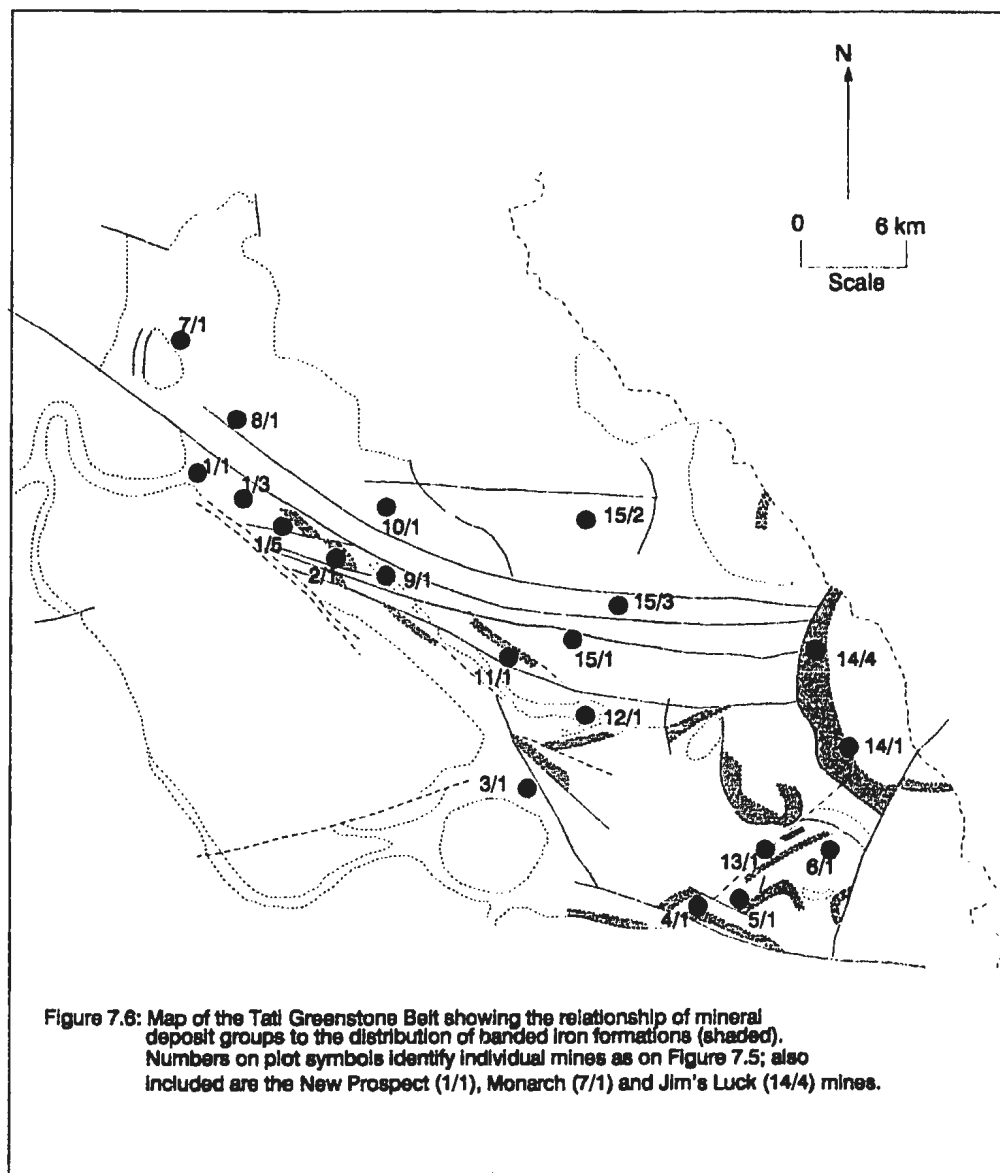 N
0 6 km
Scale
7/1
8/1
1/1
1/3
10/1
15/2
1/5
2/1
9/1
15/3
15/1
14/4
11/1
12/1
14/1
3/1
13/1
6/1
4/1
5/1
Figure 7.6: Map of the Tati Greenstone Belt showing the relationship of mineral
deposit groups to the distribution of banded iron formations (shaded).
Numbers on plot symbols identify individual mines as on Figure 7.5; also
included are the New Prospect (1/1), Monarch (7/1) and Jim's Luck (14/4) mines.